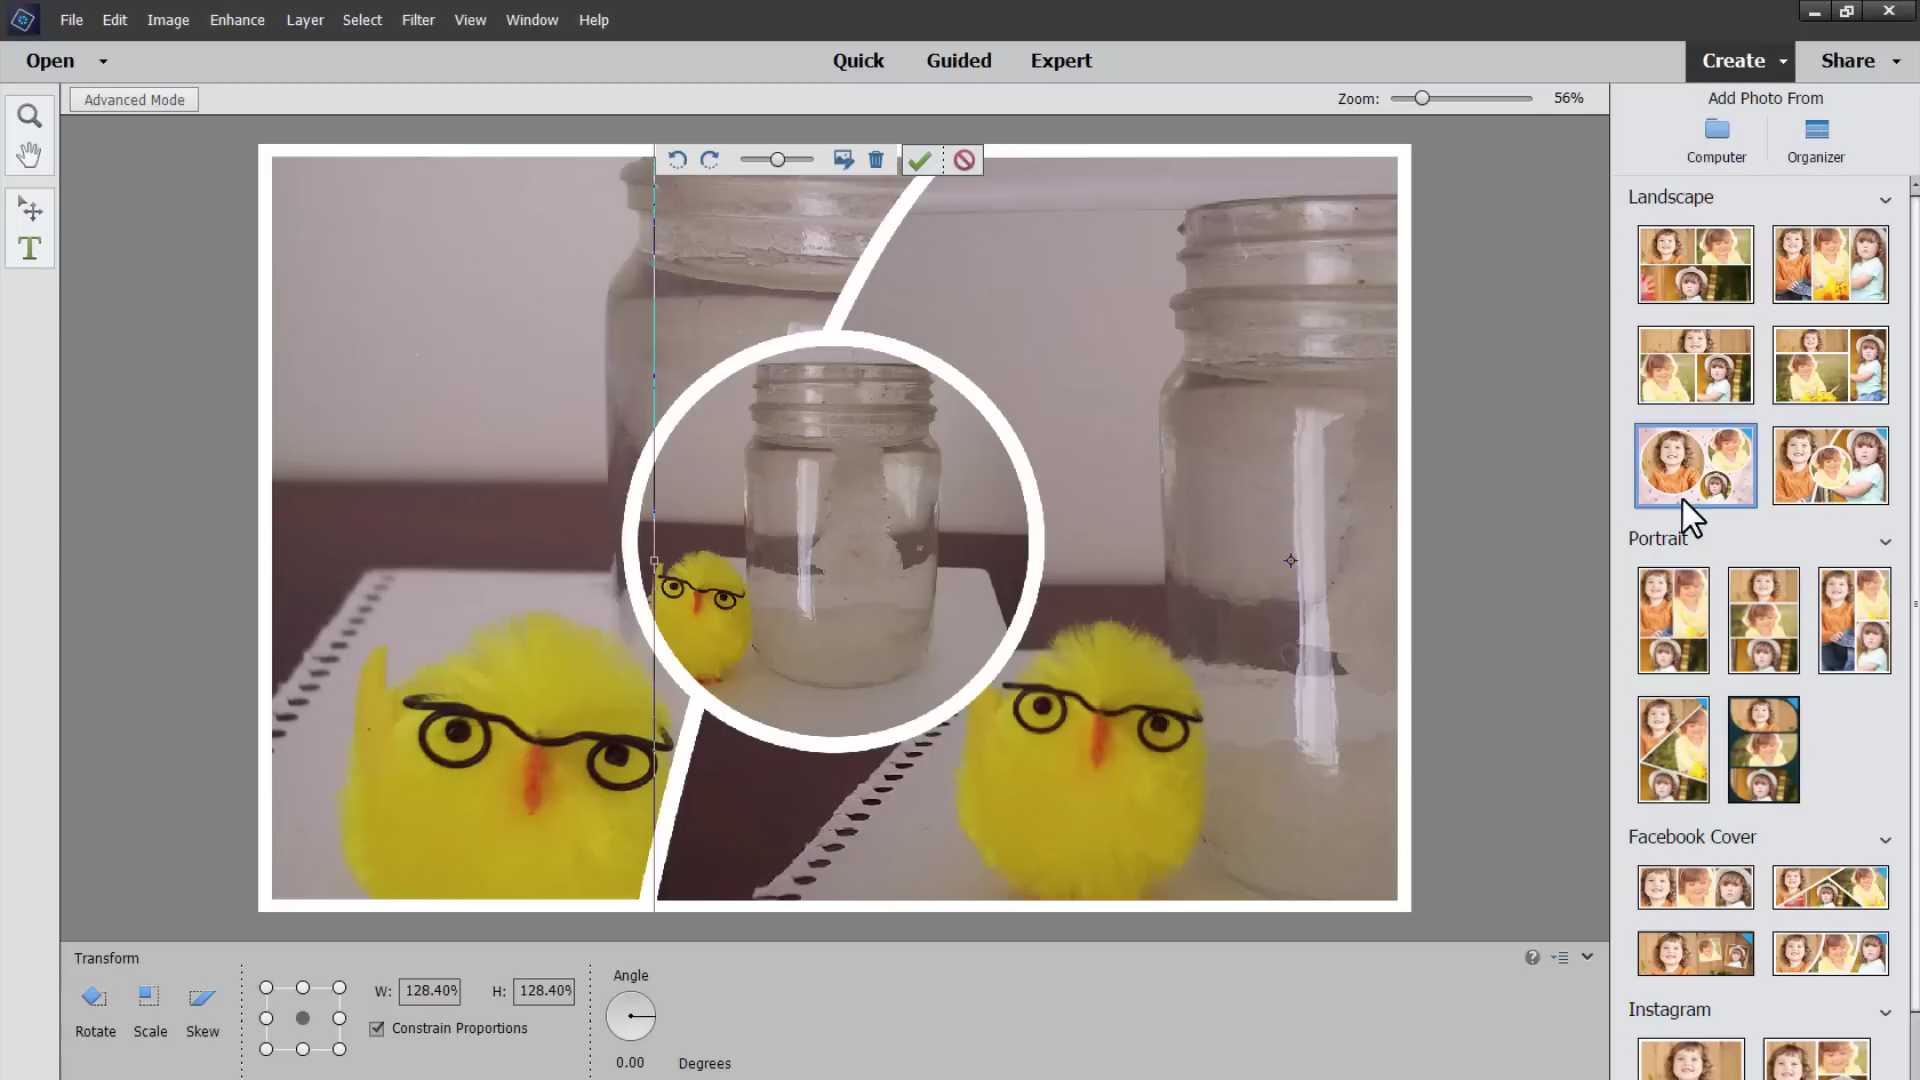 File Edit Image Enhance Layer Select Filter View Window Help
Open Quick Guided Expert Create Share
Advanced Mode Zoom: 56% Add Photo From
Computer Organizer
Landscape
Portrait
Facebook Cover
Instagram
T
Transform
Rotate Scale Skew
W: 128.40% H: 128.40%
Constrain Proportions
Angle
0.00 Degrees